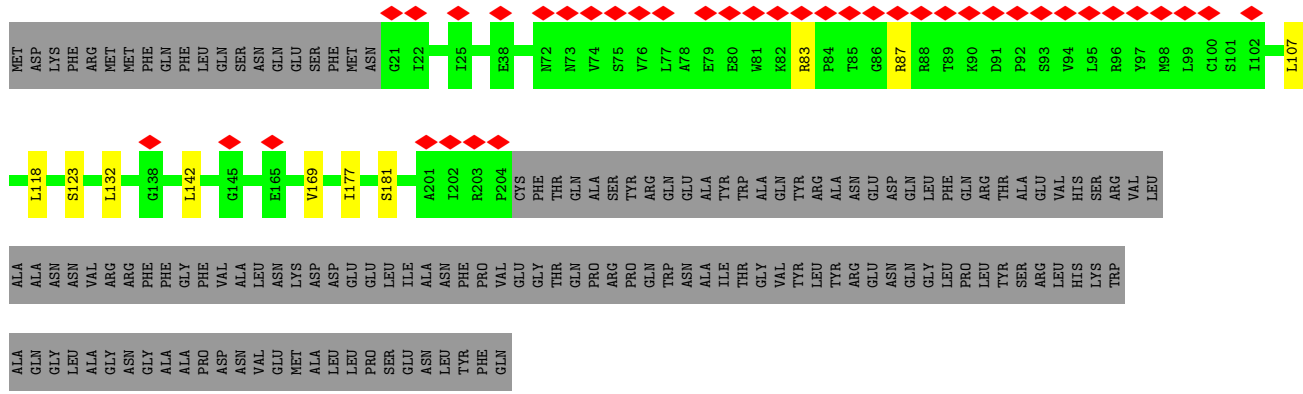 MET ASP LYS PHE ARG MET MET PHE GLN PHE LEU GLN SER ASN GLN GLU SER PHE MET ASN G21 I22 I25 E38 N72 N73 V74 S75 V76 L77 A78 E79 E80 W81 K82 R83 P84 T85 G86 R87 R88 T89 K90 D91 P92 S93 V94 L95 R96 Y97 M98 L99 C100 S101 I102 L107
L118 S123 L132 G138 L142 G145 E165 V169 I177 S181 A201 I202 R203 P204 CYS PHE THR GLN ALA SER TYR ARG GLN GLU ALA TYR TRP ALA GLN TYR ARG ALA ASN GLU ASP GLN LEU PHE GLN ARG THR ALA GLU VAL HIS SER ARG VAL LEU
ALA ALA ASN ASN VAL ARG ARG PHE PHE GLY PHE VAL ALA LEU ASN LYS ASP ASP GLU GLU LEU ILE ALA ASN PHE PRO VAL GLU GLY THR GLN PRO ARG PRO GLN TRP ASN ALA ILE THR GLY VAL TYR LEU TYR ARG GLU ASN GLN GLY LEU PRO LEU TYR SER ARG LEU HIS LYS TRP
ALA GLN GLY LEU ALA GLY ASN GLY ALA ALA PRO ASP ASN VAL GLU MET ALA LEU LEU PRO SER GLU ASN LEU TYR PHE GLN